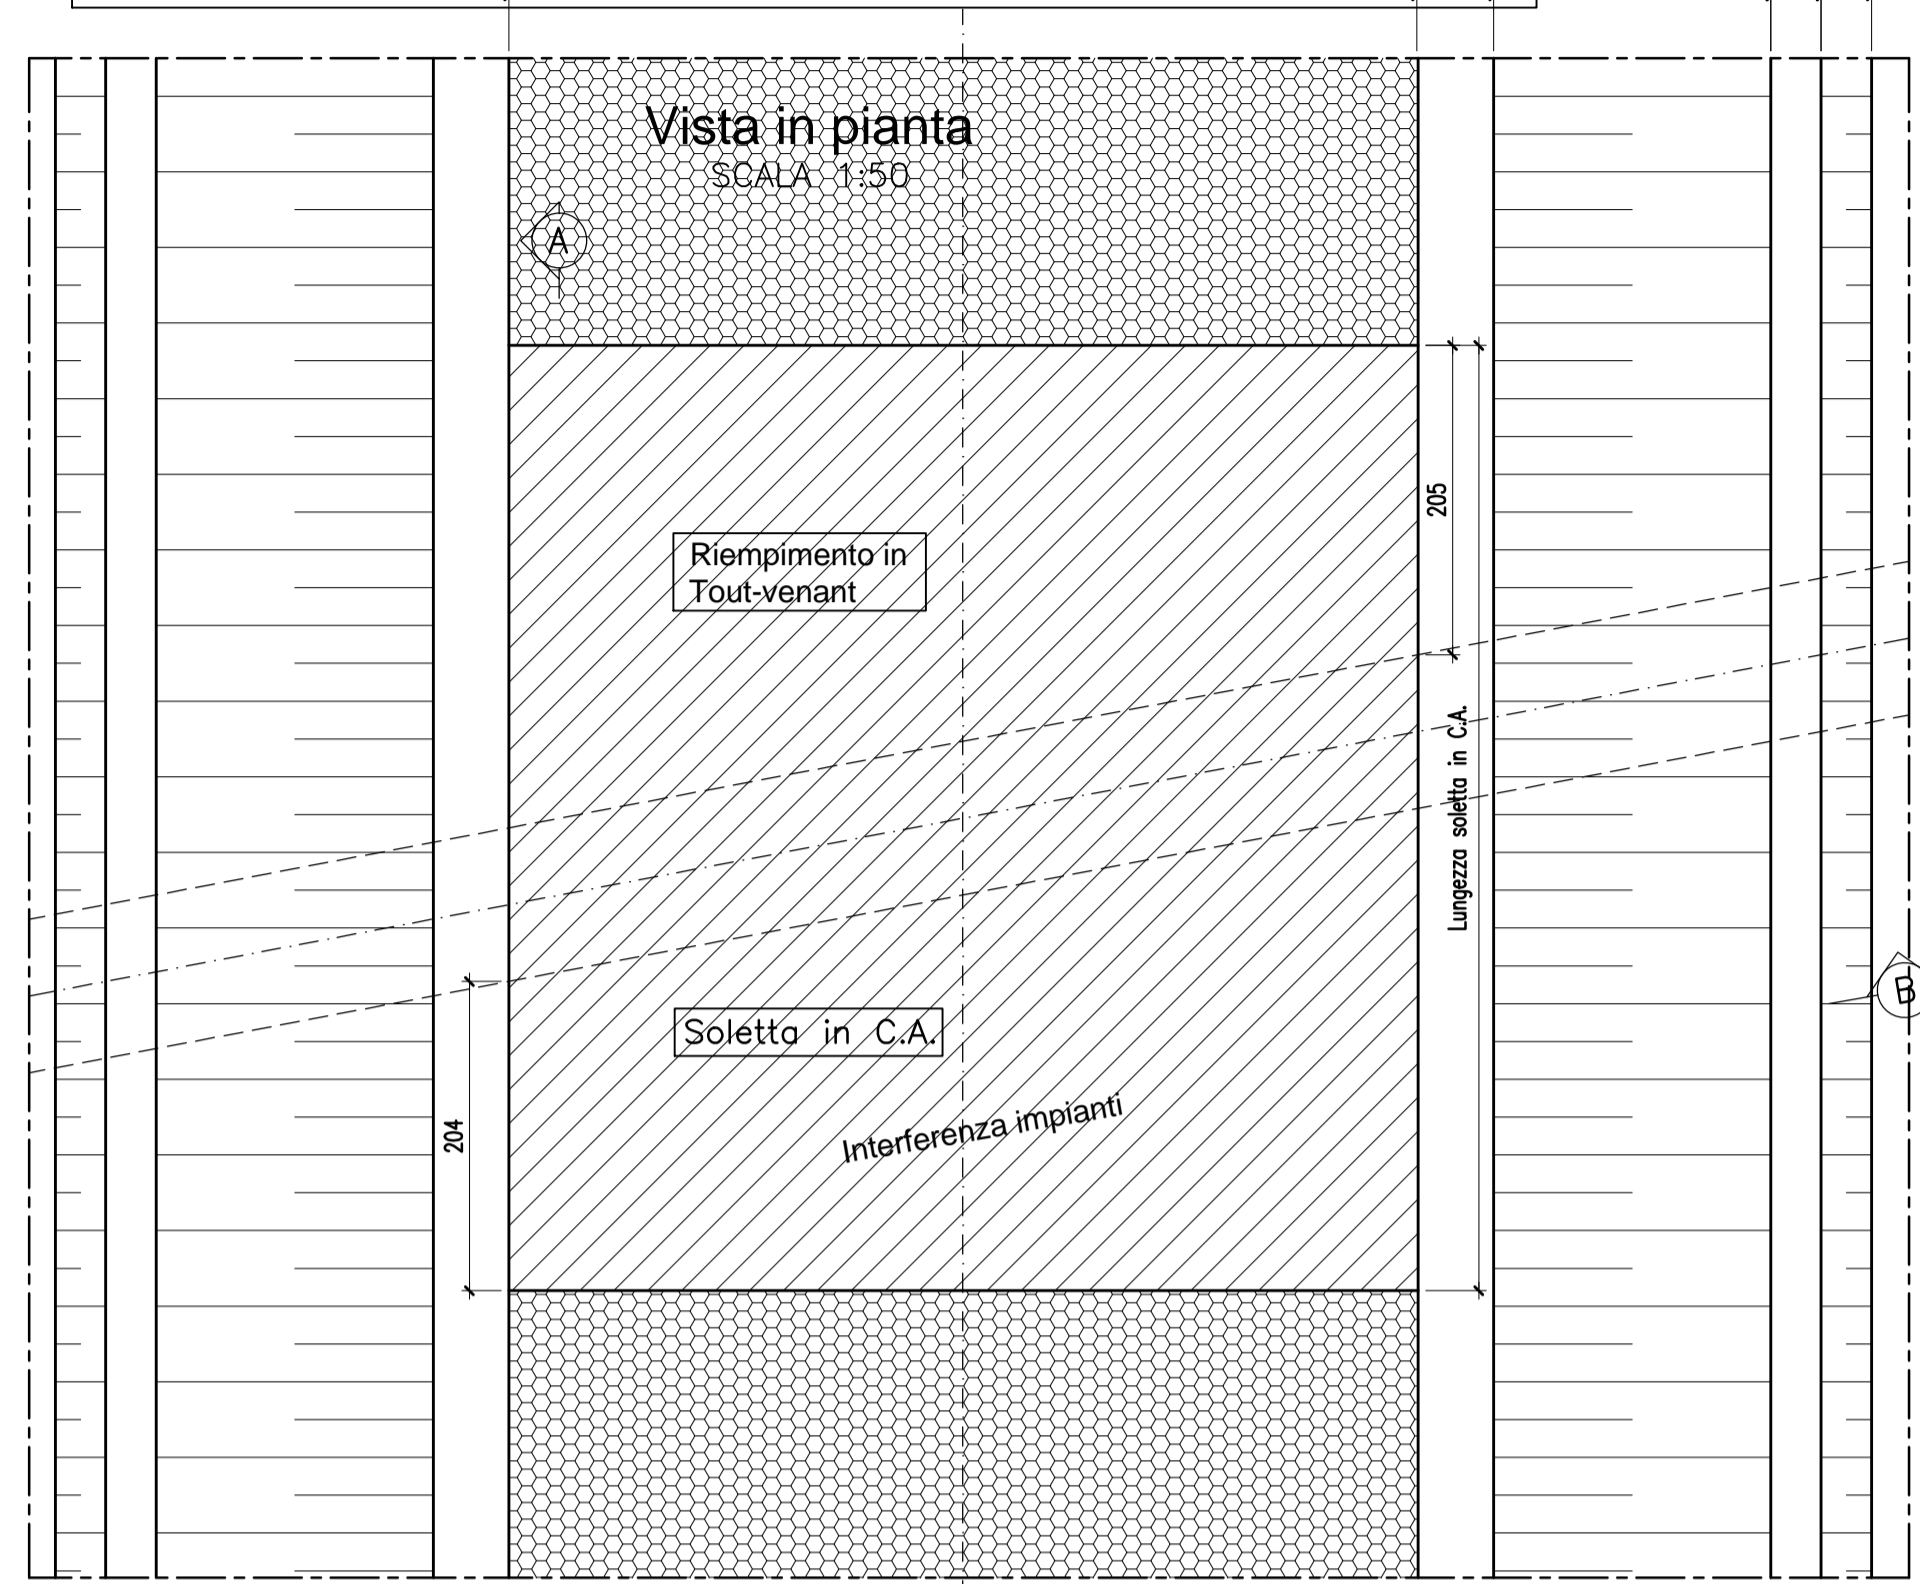 Vista in pianta
SCALA 1:50
A
205
Riempimento in
Tout-venant
Lungezza soletta in C.A.
B
Soletta in C.A.
204
Interferenza impianti